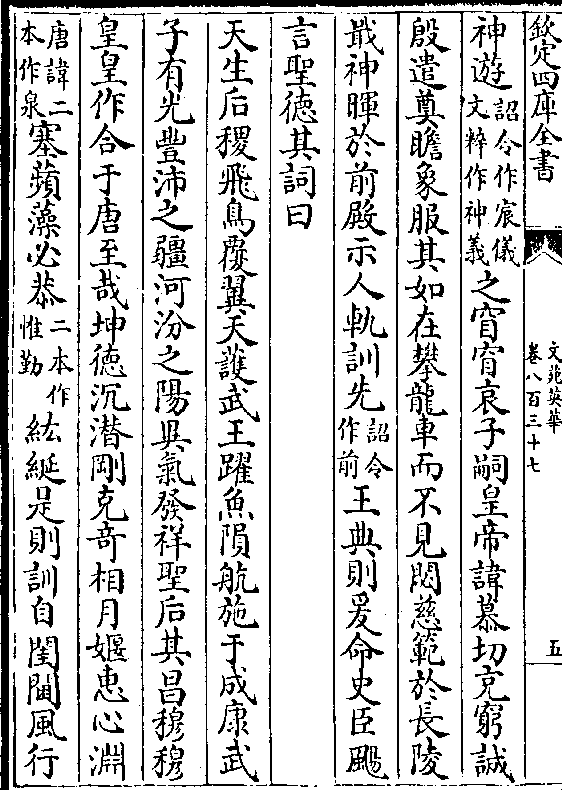 欽定四庫全書
文苑英華
卷八百三十七
五
神遊詔令作宸儀文粹作神義之窅窅哀子嗣皇帝諱慕切充窮誠
殷遣奠瞻象服其如在攀龍車而不見閟慈範於長陵
戢神暉於前殿示人軌訓先詔令作前王典則爰命史臣颺
言聖德其詞曰
天生后稷飛鳥覆翼天護武王躍魚隕航施于成康武
子有光豐沛之疆河汾之陽異氣發祥聖后其昌穆穆
皇皇作合于唐至哉坤德沉潜剛克竒相月惠心淵
唐諱二本作泉塞蘋藻必恭二本作惟勤紘綖是則訓自閨閫風行